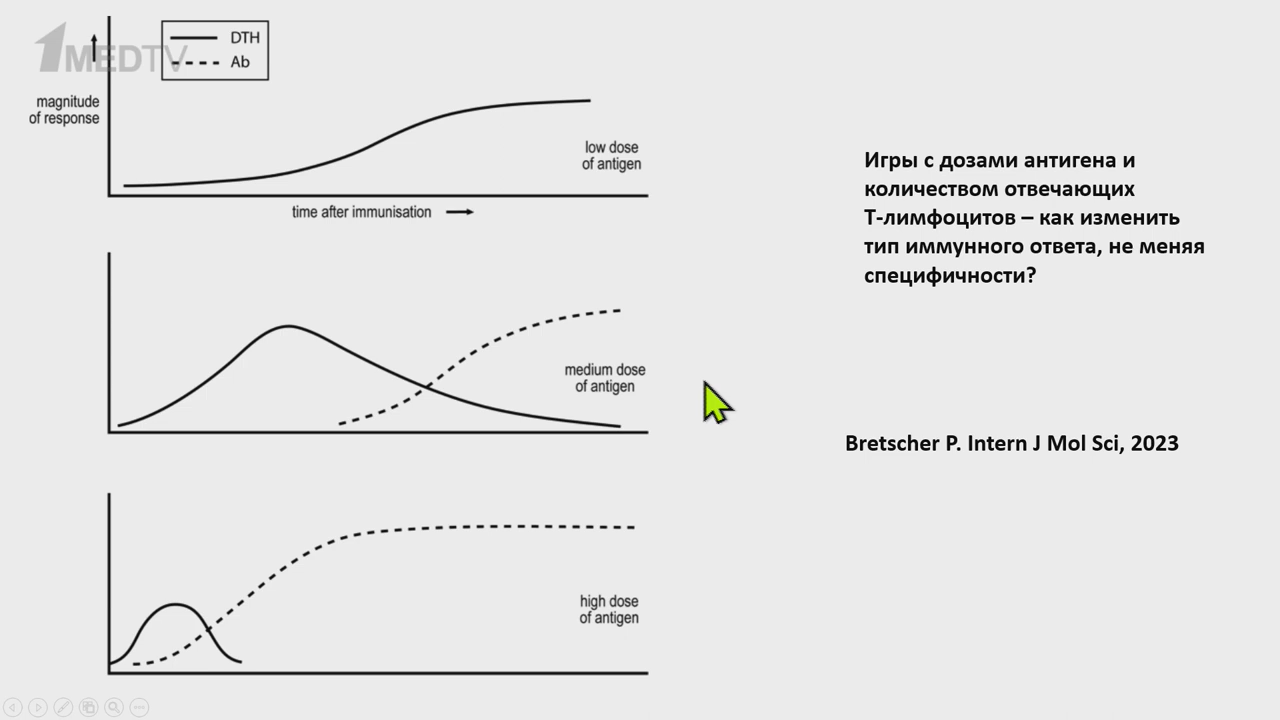 1MEDTV
DTH
Ab
magnitude
of response
low dose
of antigen
time after immunisation
medium dose
of antigen
high dose
of antigen
Игры с дозами антигена и
количеством отвечающих
Т-лимфоцитов – как изменить
тип иммунного ответа, не меняя
специфичности?
Bretscher P. Intern J Mol Sci, 2023